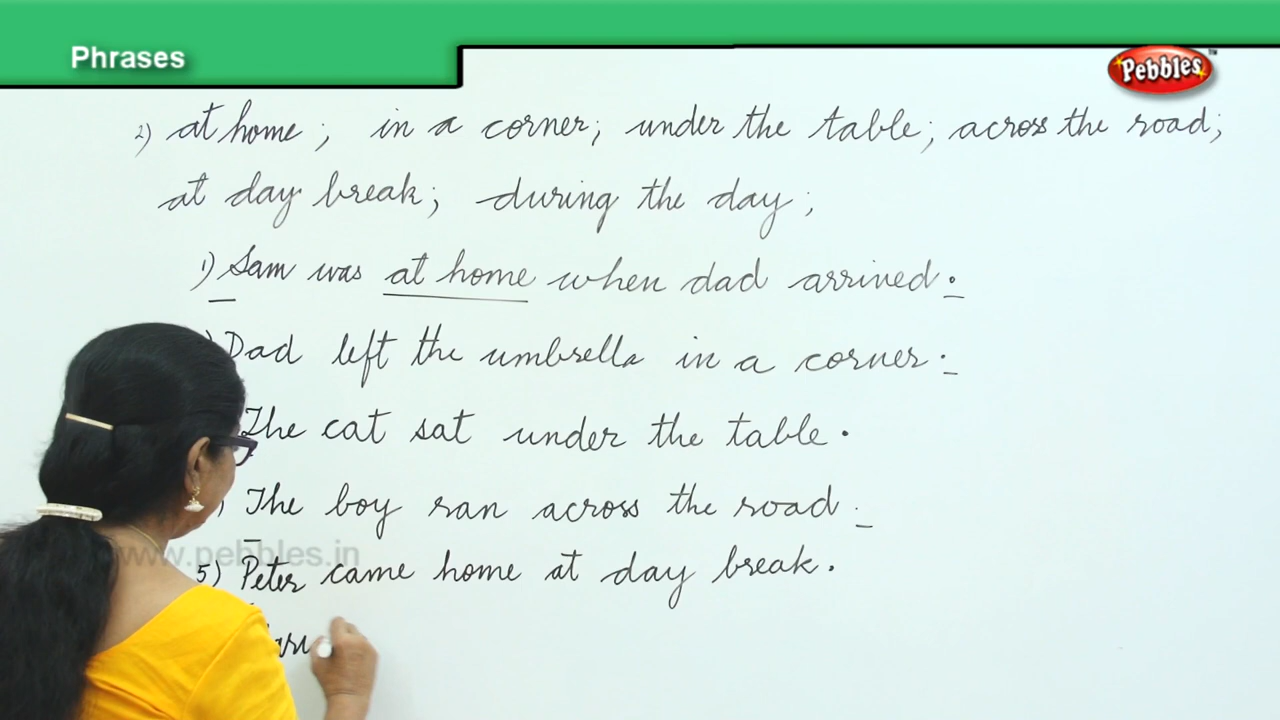 Phrases
Pebbles™
2) at home; in a corner; under the table; across the road;
at day break; during the day;
1) Sam was at home when dad arrived.
) Dad left the umbrella in a corner.
The cat sat under the table.
) The boy ran across the road.
www.pebbles.in
5) Peter came home at day break.